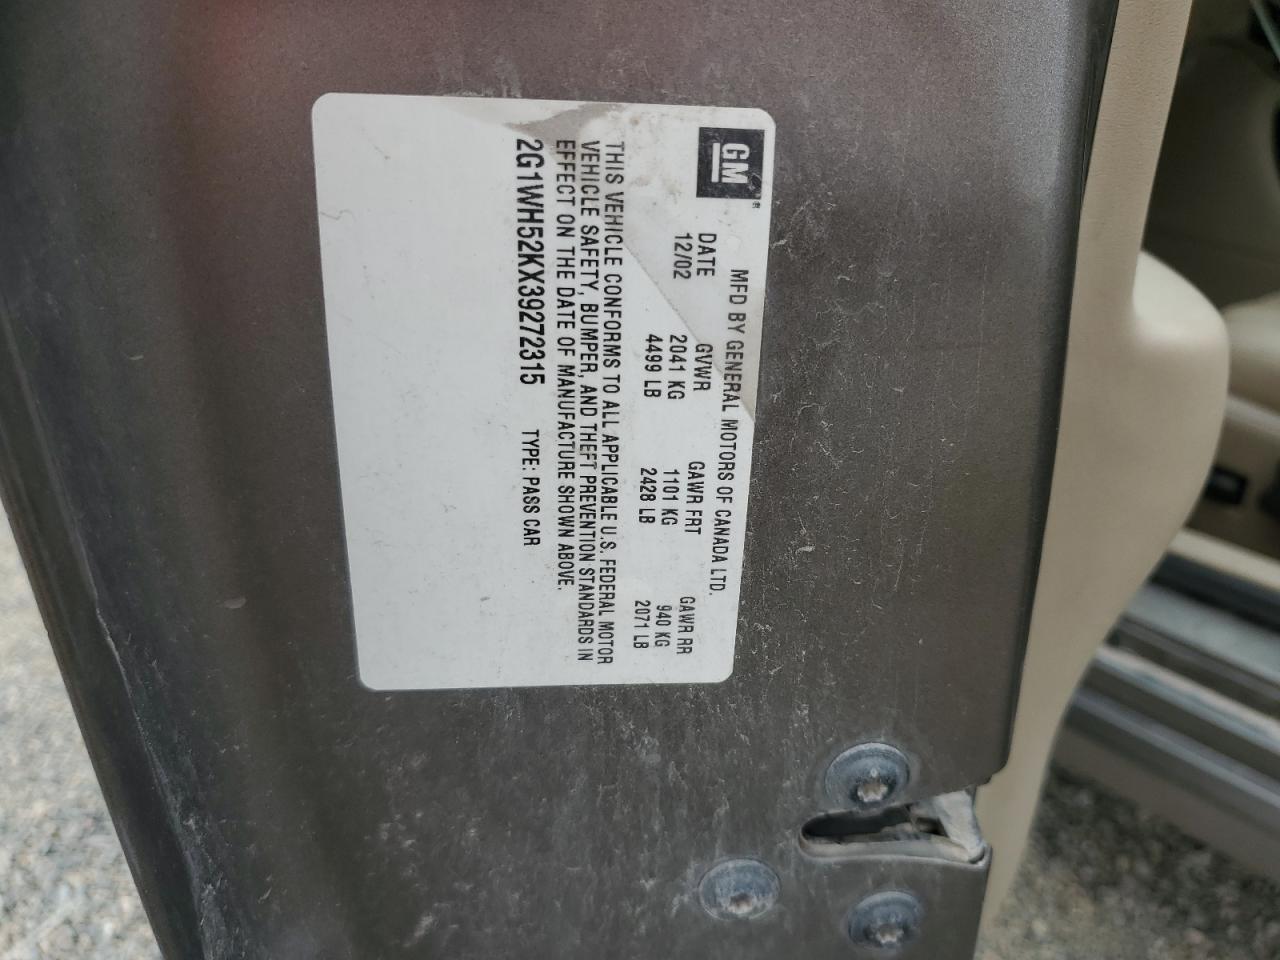 GM®
MFD BY GENERAL MOTORS OF CANADA LTD.
DATE GVWR GAWR FRT GAWR RR
12/02 2041 KG 1101 KG 940 KG
4499 LB 2428 LB 2071 LB
THIS VEHICLE CONFORMS TO ALL APPLICABLE U.S. FEDERAL MOTOR
VEHICLE SAFETY, BUMPER, AND THEFT PREVENTION STANDARDS IN
EFFECT ON THE DATE OF MANUFACTURE SHOWN ABOVE.
2G1WH52KX39272315 TYPE: PASS CAR